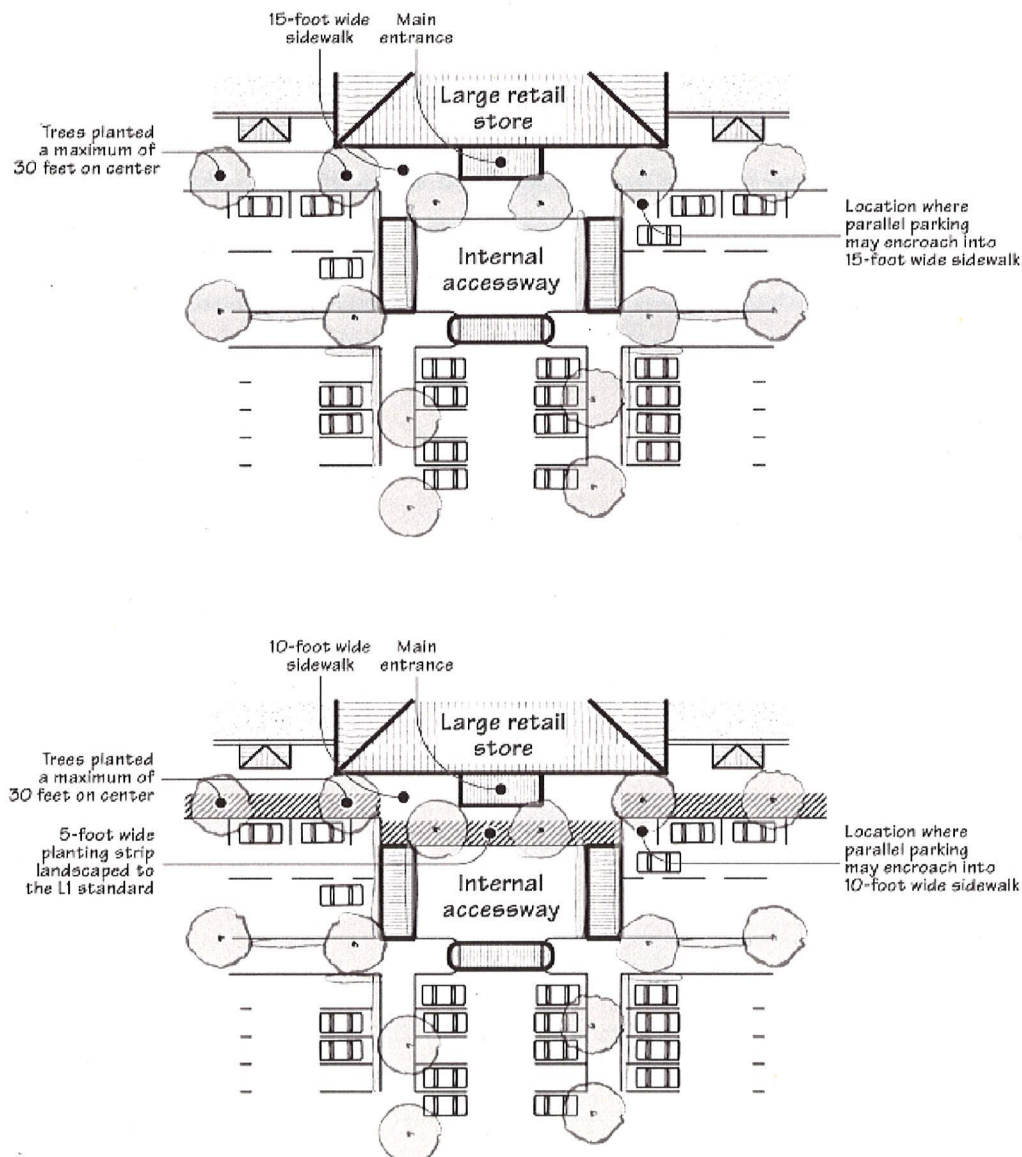 15-foot wide
sidewalk
Main
entrance
Large retail
store
Trees planted
a maximum of
30 feet on center
Location where
parallel parking
may encroach into
15-foot wide sidewalk
Internal
accessway
10-foot wide
sidewalk
Main
entrance
Large retail
store
Trees planted
a maximum of
30 feet on center
5-foot wide
planting strip
landscaped to
the L1 standard
Location where
parallel parking
may encroach into
10-foot wide sidewalk
Internal
accessway